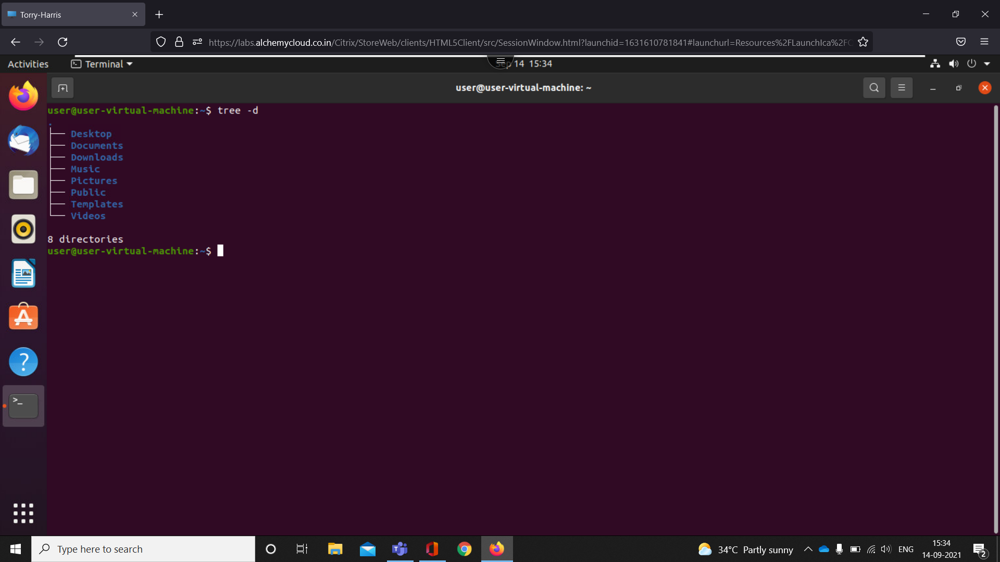 Torry-Harris
https://labs.alchemycloud.co.in/Citrix/StoreWeb/clients/HTML5Client/src/SessionWindow.html?launchid=1631610781841#launchurl=Resources%2FLaunchIca%2F
Activities
Terminal
Sep 14 15:34
user@user-virtual-machine: ~
user@user-virtual-machine:~$ tree -d
.
├── Desktop
├── Documents
├── Downloads
├── Music
├── Pictures
├── Public
├── Templates
└── Videos
8 directories
user@user-virtual-machine:~$
Type here to search
34°C Partly sunny
ENG
15:34
14-09-2021
2